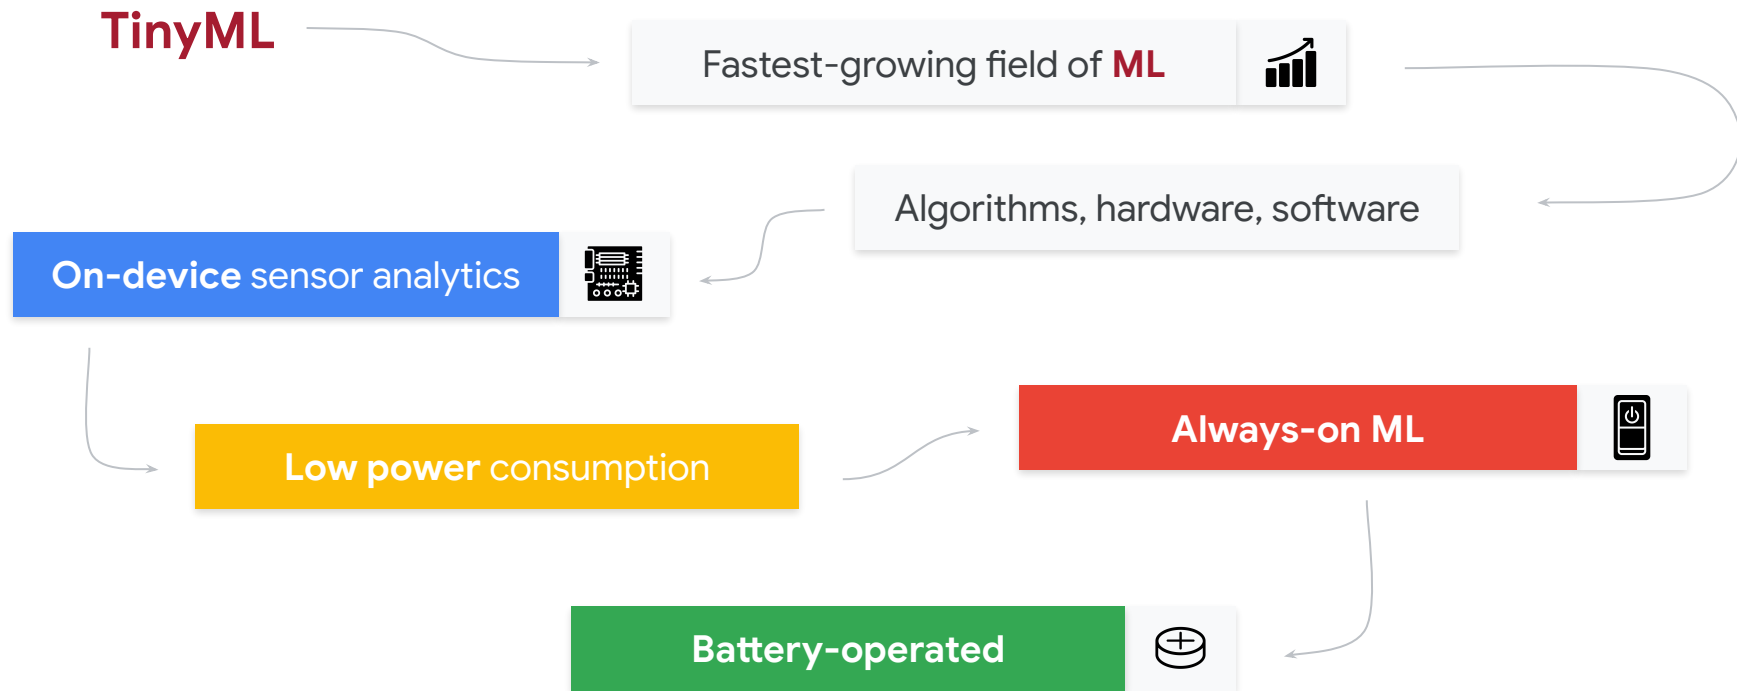 TinyML
Fastest-growing field of ML
Algorithms, hardware, software
On-device sensor analytics
Low power consumption
Always-on ML
Battery-operated